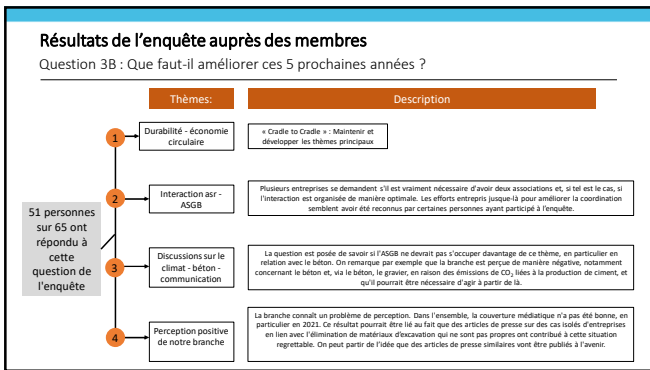 Résultats de l'enquête auprès des membres
Question 3B : Que faut-il améliorer ces 5 prochaines années ?
Thèmes:
Description
51 personnes
sur 65 ont
répondu à
cette
question de
l'enquête
1
Durabilité - économie
circulaire
« Cradle to Cradle » : Maintenir et
développer les thèmes principaux
2
Interaction asr -
ASGB
Plusieurs entreprises se demandent s'il est vraiment nécessaire d'avoir deux associations et, si tel est le cas, si
l'interaction est organisée de manière optimale. Les efforts entrepris jusque-là pour améliorer la coordination
semblent avoir été reconnus par certaines personnes ayant participé à l'enquête.
3
Discussions sur le
climat - béton -
communication
La question est posée de savoir si l'ASGB ne devrait pas s'occuper davantage de ce thème, en particulier en
relation avec le béton. On remarque par exemple que la branche est perçue de manière négative, notamment
concernant le béton et, via le béton, le gravier, en raison des émissions de CO₂ liées à la production de ciment, et
qu'il pourrait être nécessaire d'agir à partir de là.
4
Perception positive
de notre branche
La branche connaît un problème de perception. Dans l'ensemble, la couverture médiatique n'a pas été bonne, en
particulier en 2021. Ce résultat pourrait être lié au fait que des articles de presse sur des cas isolés d'entreprises
en lien avec l'élimination de matériaux d'excavation qui ne sont pas propres ont contribué à cette situation
regrettable. On peut partir de l'idée que des articles de presse similaires vont être publiés à l'avenir.